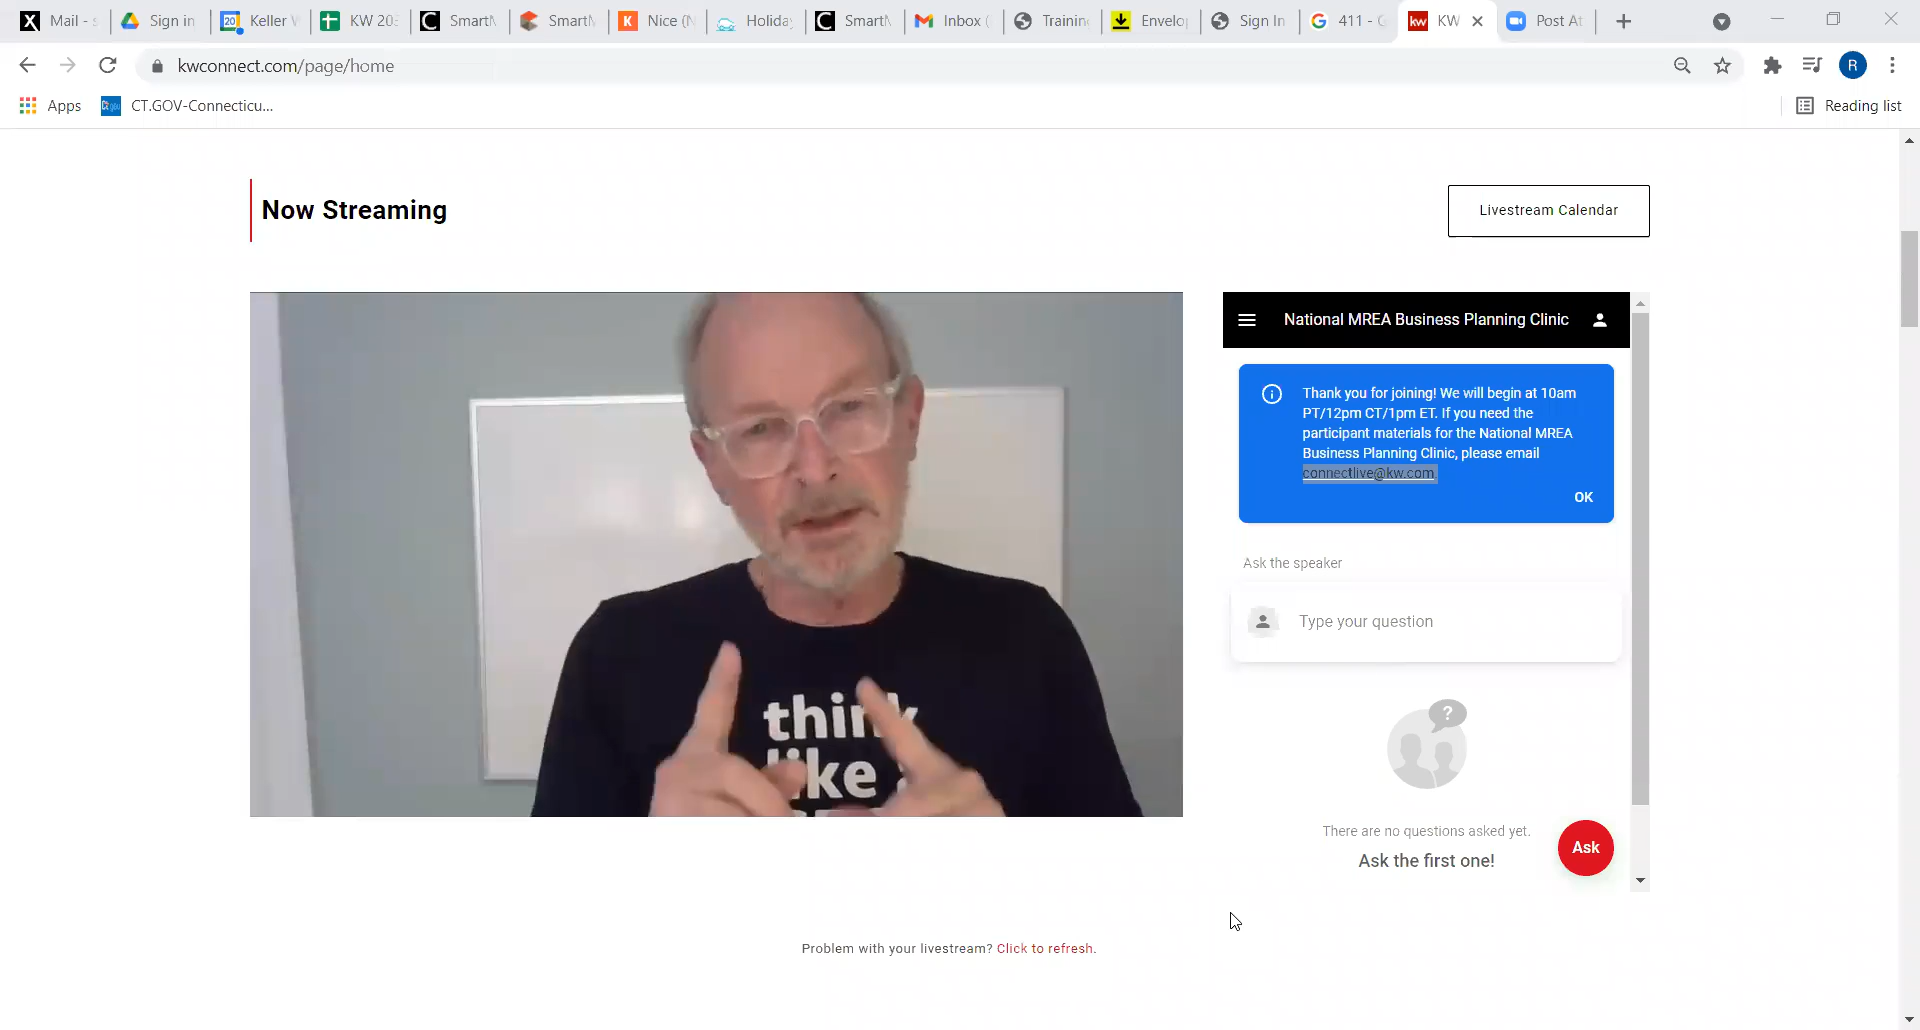 Mail - s
Sign in
20
Keller W
KW 203
SmartM
SmartM
K
Nice (N
Holiday
SmartM
Inbox (
Training
Envelop
Sign In
411 - G
kw
KW
Post At
kwconnect.com/page/home
R
Apps
CT.GOV-Connecticu...
Reading list
Now Streaming
Livestream Calendar
think
like
National MREA Business Planning Clinic
Thank you for joining! We will begin at 10am
PT/12pm CT/1pm ET. If you need the
participant materials for the National MREA
Business Planning Clinic, please email
connectlive@kw.com
OK
Ask the speaker
Type your question
?
There are no questions asked yet.
Ask the first one!
Ask
Problem with your livestream? Click to refresh.